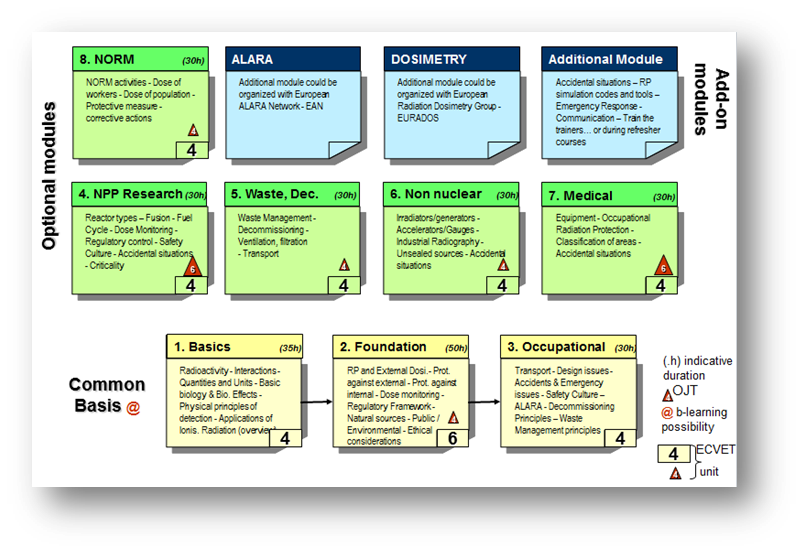 Optional modules
Add-on
modules
8. NORM (30h)
NORM activities - Dose of
workers - Dose of population -
Protective measure -
corrective actions
4
4
ALARA
Additional module could be
organized with European
ALARA Network - EAN
DOSIMETRY
Additional module could be
organized with European
Radiation Dosimetry Group -
EURADOS
Additional Module
Accidental situations – RP
simulation codes and tools –
Emergency Response -
Communication – Train the
trainers… or during refresher
courses
4. NPP Research (30h)
Reactor types – Fusion - Fuel
Cycle - Dose Monitoring -
Regulatory control - Safety
Culture - Accidental situations
- Criticality
6
4
5. Waste, Dec. (30h)
Waste Management -
Decommissioning -
Ventilation, filtration
- Transport
4
4
6. Non nuclear (30h)
Irradiators/generators -
Accelerators/Gauges -
Industrial Radiography -
Unsealed sources - Accidental
situations
4
4
7. Medical (30h)
Equipment - Occupational
Radiation Protection -
Classification of areas -
Accidental situations
6
4
Common
Basis @
1. Basics (35h)
Radioactivity - Interactions -
Quantities and Units - Basic
biology & Bio. Effects -
Physical principles of
detection - Applications of
Ionis. Radiation (overview)
4
2. Foundation (50h)
RP and External Dosi.- Prot.
against external - Prot. against
internal - Dose monitoring -
Regulatory Framework-
Natural sources - Public /
Environmental - Ethical
considerations
4
6
3. Occupational (30h)
Transport - Design issues -
Accidents & Emergency
issues - Safety Culture –
ALARA - Decommissioning
Principles – Waste
Management principles
4
(.h) indicative
duration
4 OJT
@ b-learning
possibility
4 ECVET
4 unit